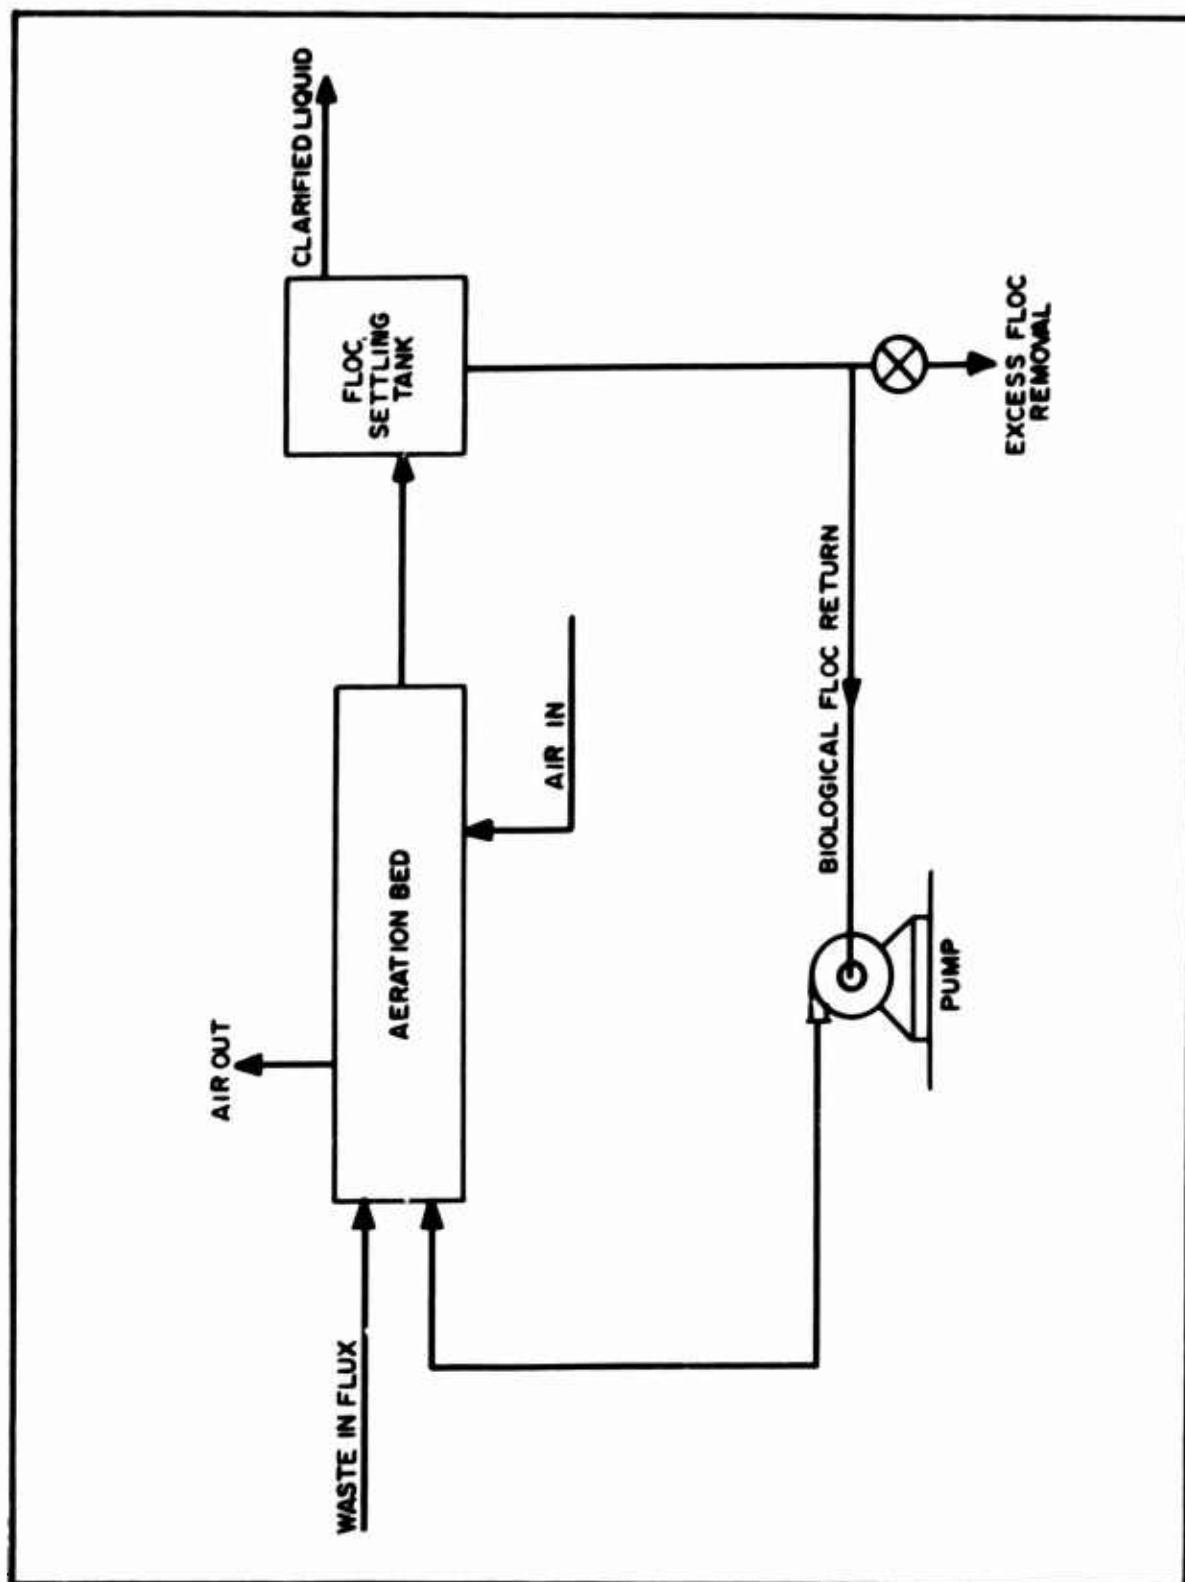 AIR OUT
WASTE IN FLUX
AERATION BED
AIR IN
FLOC
SETTLING
TANK
CLARIFIED LIQUID
BIOLOGICAL FLOC RETURN
PUMP
EXCESS FLOC
REMOVAL